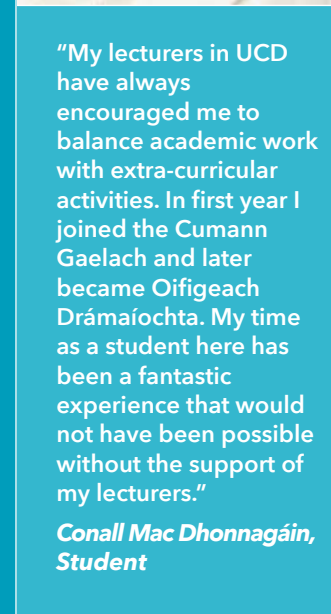 "My lecturers in UCD
have always
encouraged me to
balance academic work
with extra-curricular
activities. In first year I
joined the Cumann
Gaelach and later
became Oifigeach
Drámaíochta. My time
as a student here has
been a fantastic
experience that would
not have been possible
without the support of
my lecturers."
Conall Mac Dhonnagáin,
Student